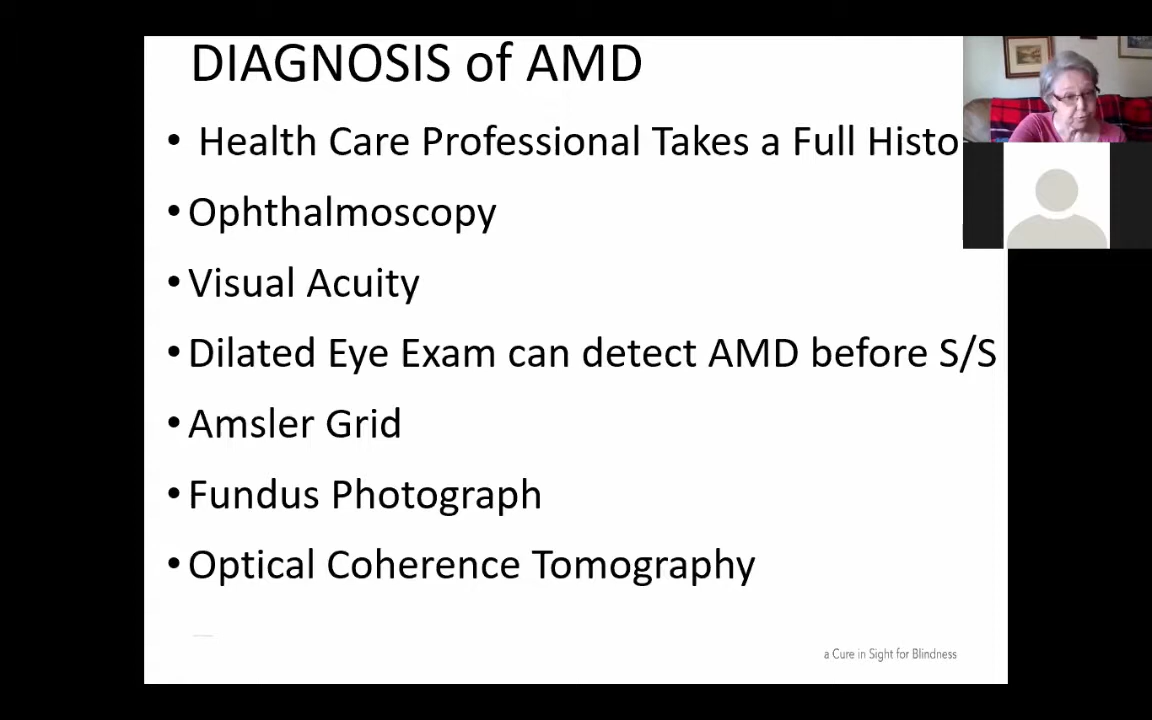 DIAGNOSIS of AMD
• Health Care Professional Takes a Full Histo
• Ophthalmoscopy
• Visual Acuity
• Dilated Eye Exam can detect AMD before S/S
• Amsler Grid
• Fundus Photograph
• Optical Coherence Tomography
a Cure in Sight for Blindness